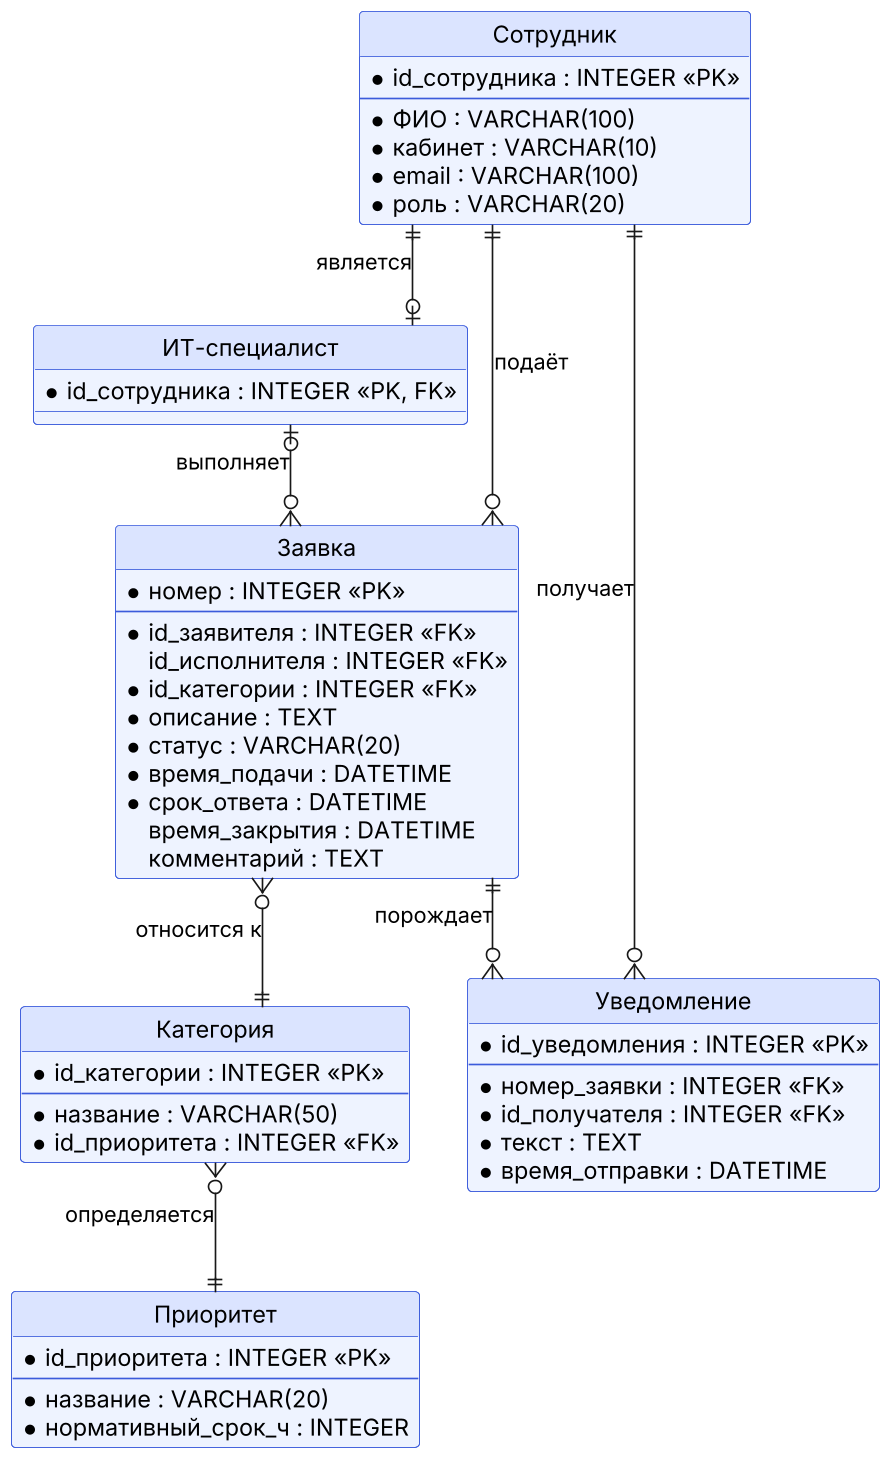 Сотрудник
id_сотрудника : INTEGER «PK»
ФИО : VARCHAR(100)
кабинет : VARCHAR(10)
email : VARCHAR(100)
роль : VARCHAR(20)
является
ИТ-специалист
id_сотрудника : INTEGER «PK, FK»
подаёт
выполняет
Заявка
номер : INTEGER «PK»
id_заявителя : INTEGER «FK»
id_исполнителя : INTEGER «FK»
id_категории : INTEGER «FK»
описание : TEXT
статус : VARCHAR(20)
время_подачи : DATETIME
срок_ответа : DATETIME
время_закрытия : DATETIME
комментарий : TEXT
получает
относится к
порождает
Категория
id_категории : INTEGER «PK»
название : VARCHAR(50)
id_приоритета : INTEGER «FK»
Уведомление
id_уведомления : INTEGER «PK»
номер_заявки : INTEGER «FK»
id_получателя : INTEGER «FK»
текст : TEXT
время_отправки : DATETIME
определяется
Приоритет
id_приоритета : INTEGER «PK»
название : VARCHAR(20)
нормативный_срок_ч : INTEGER